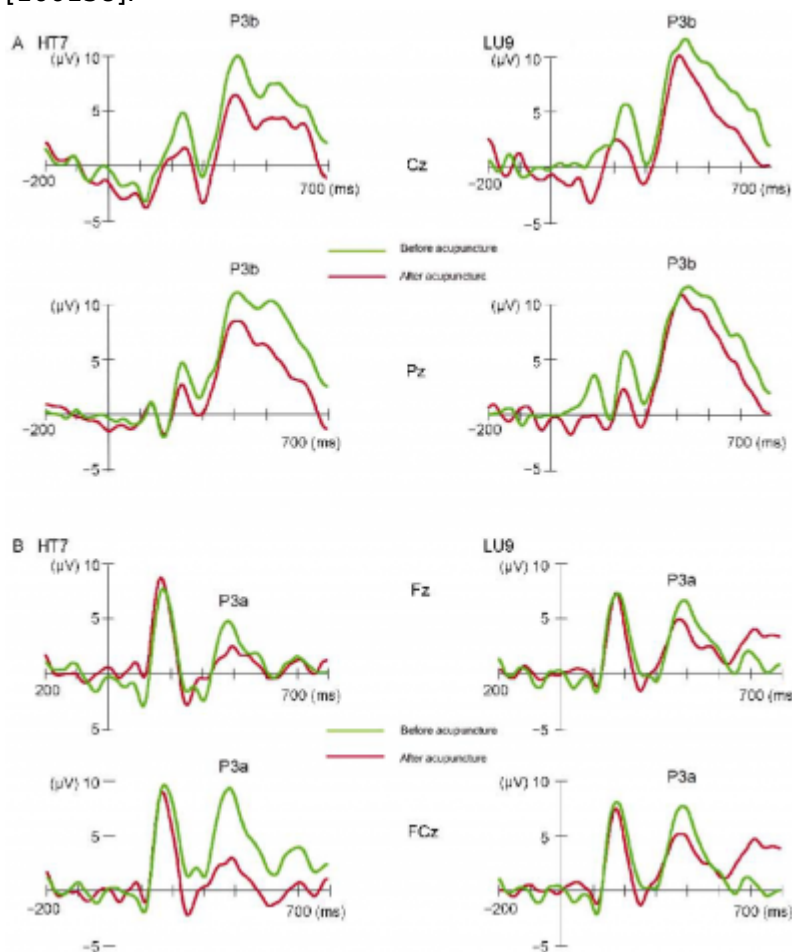 P3b P3b
A HT7 LU9
(μV) 10 (μV) 10
5 5
Cz
−200 700 (ms) −200 700 (ms)
−5 −5
Before acupuncture
After acupuncture
P3b P3b
(μV) 10 (μV) 10
5 5
Pz
−200 700 (ms) −200 700 (ms)
−5 −5
B HT7 LU9
(μV) 10 Fz (μV) 10
P3a P3a
5 5
200 700 (ms) 200 700 (ms)
5 −5
Before acupuncture
After acupuncture
P3a P3a
(μV) 10 (μV) 10
5 FCz 5
−200 700 (ms) −200 700 (ms)
−5 −5